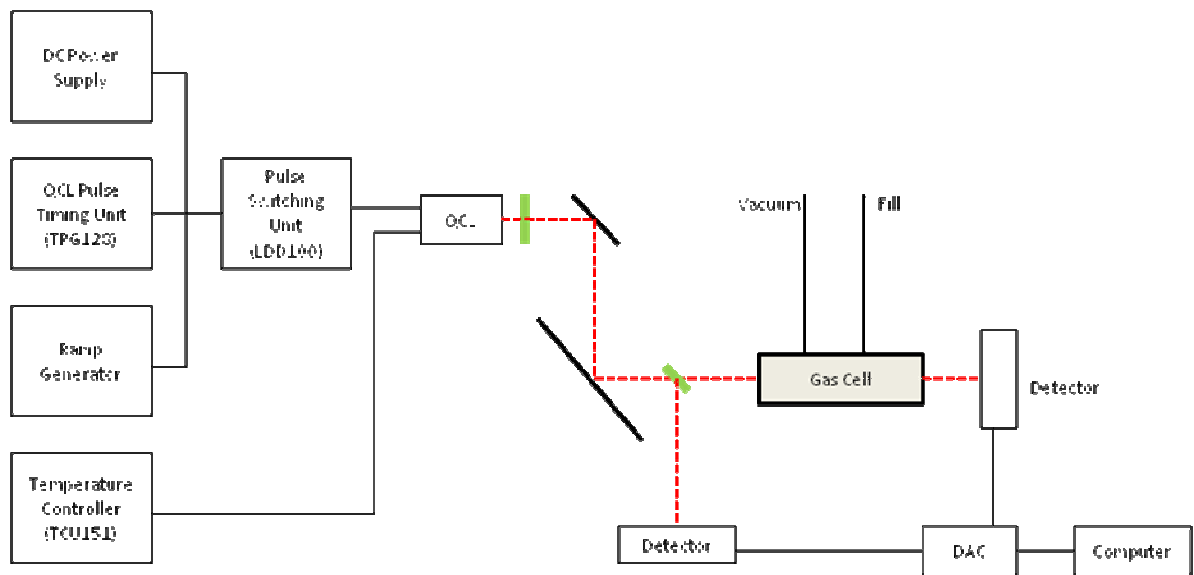 DC Power
Supply
QCL Pulse
Timing Unit
(TPG128)
Pulse
Switching
Unit
(LDD100)
QCL
Ramp
Generator
Temperature
Controller
(TCU151)
Vacuum
Fill
Gas Cell
Detector
Detector
DAC
Computer